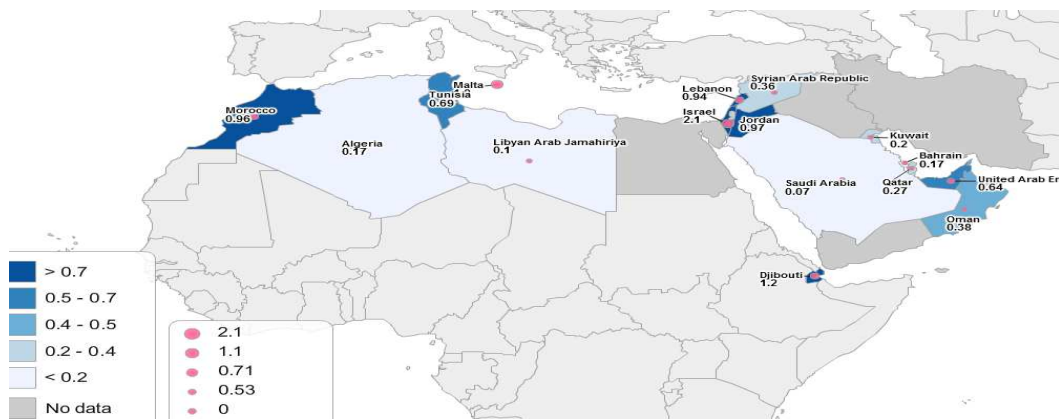 Syrian Arab Republic
0.36
Lebanon
0.94
Malta
Tunisia
0.69
Israel
2.1
Jordan
0.97
Morocco
0.96
Algeria
0.17
Libyan Arab Jamahiriya
0.1
Kuwait
0.2
Bahrain
0.17
Qatar
0.27
United Arab Em
0.64
Saudi Arabia
0.07
Oman
0.38
Djibouti
1.2
> 0.7
0.5 - 0.7
0.4 - 0.5
0.2 - 0.4
< 0.2
No data
2.1
1.1
0.71
0.53
0